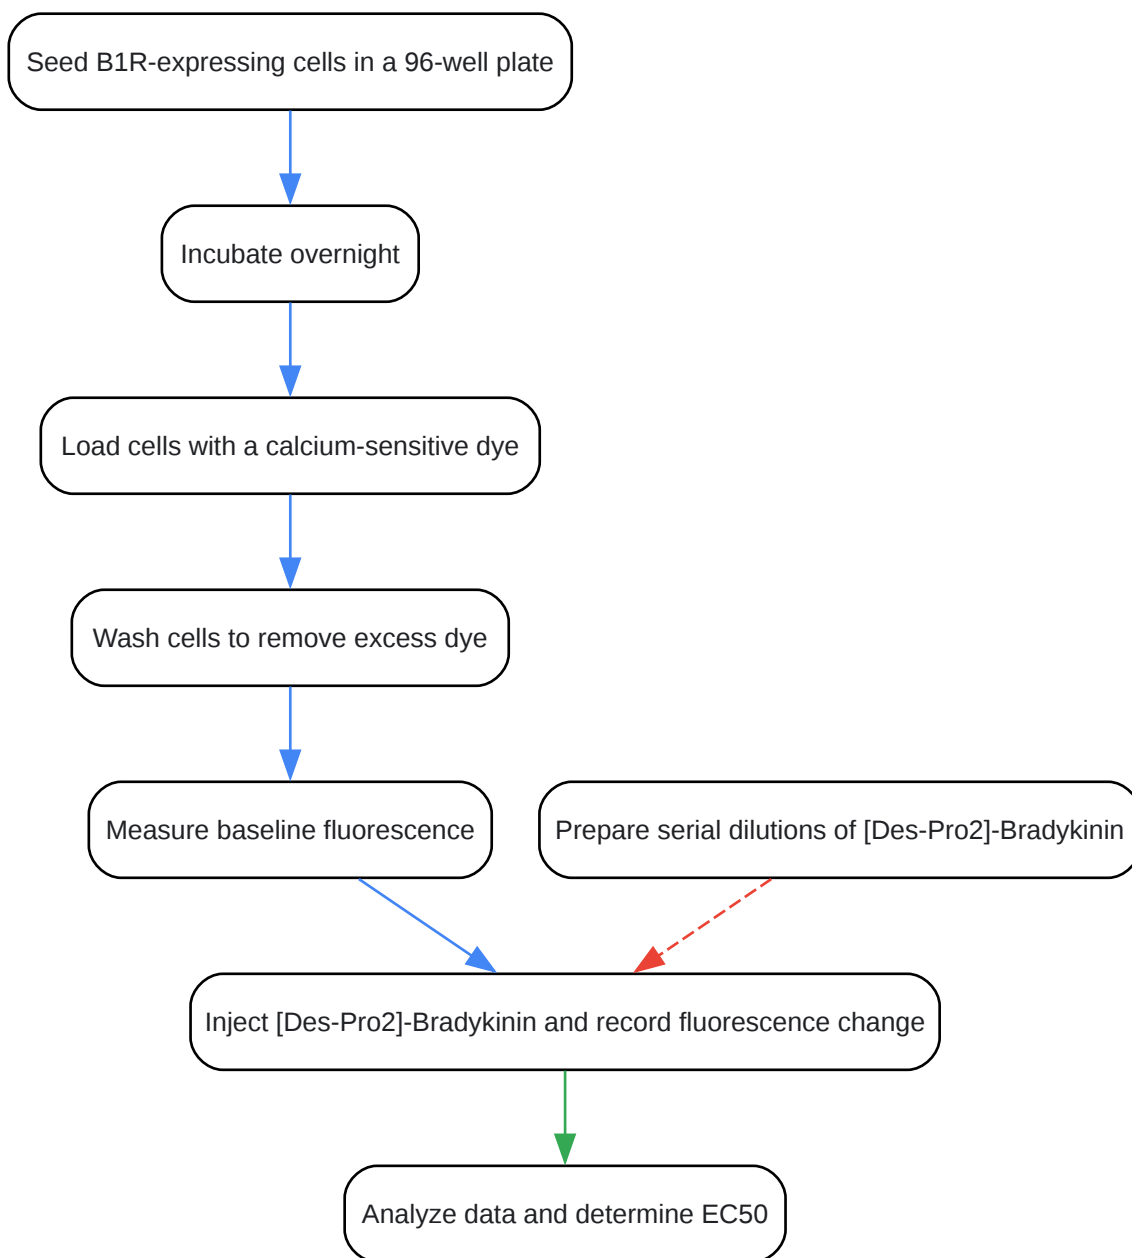 Seed B1R-expressing cells in a 96-well plate
Incubate overnight
Load cells with a calcium-sensitive dye
Wash cells to remove excess dye
Measure baseline fluorescence
Prepare serial dilutions of [Des-Pro2]-Bradykinin
Inject [Des-Pro2]-Bradykinin and record fluorescence change
Analyze data and determine EC50